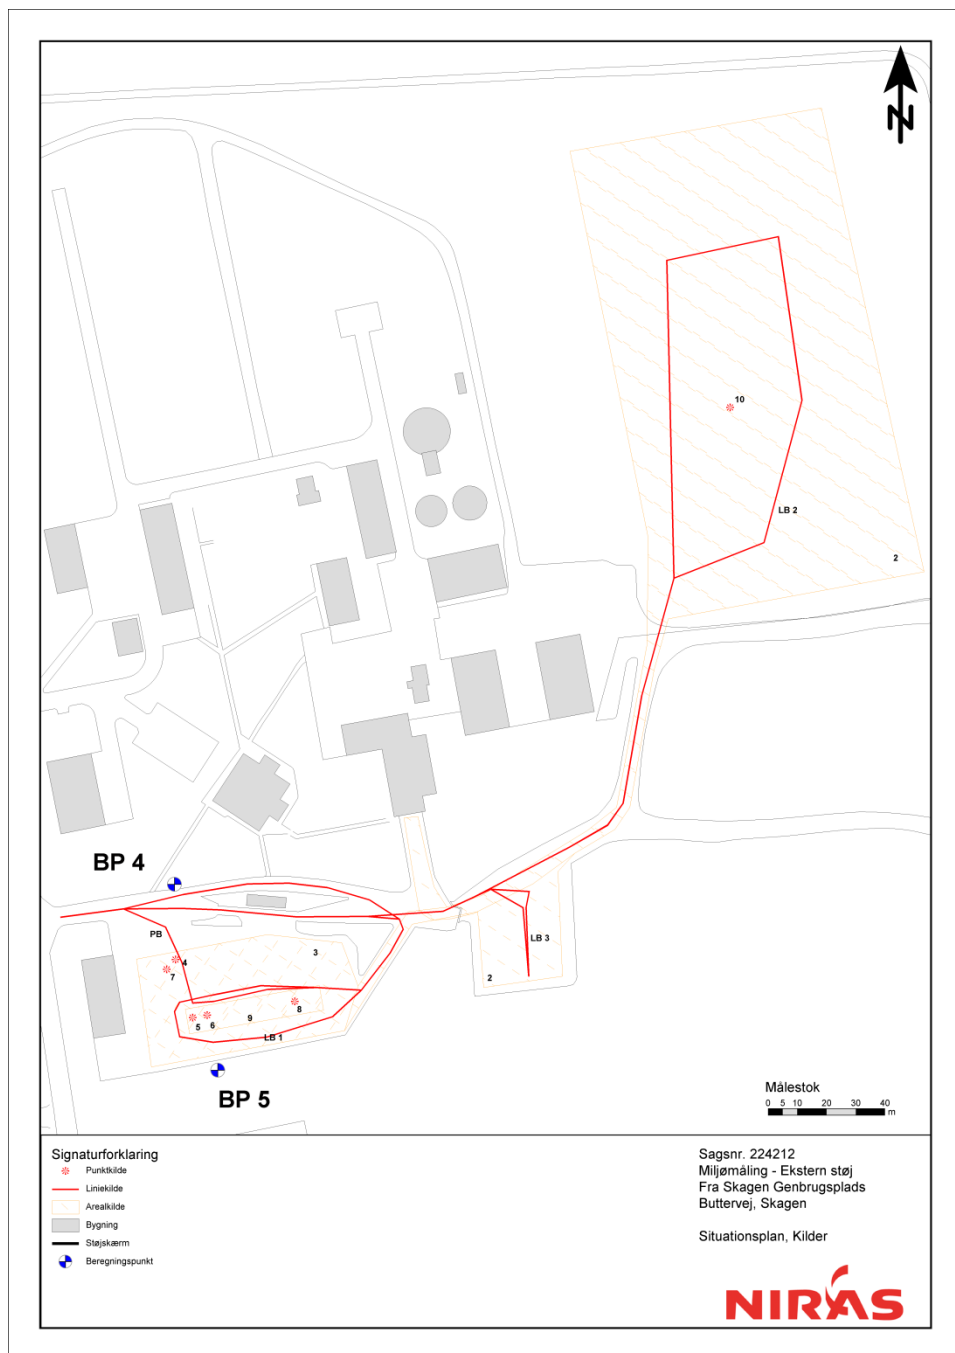 N
10
LB 2
2
BP 4
PB
3
4
7
LB 3
2
8
5
6
9
LB 1
BP 5
Målestok
0 5 10 20 30 40
m
Signaturforklaring
Punktkilde
Liniekilde
Arealkilde
Bygning
Støjskærm
Beregningspunkt
Sagsnr. 224212
Miljømåling - Ekstern støj
Fra Skagen Genbrugsplads
Buttervej, Skagen
Situationsplan, Kilder
NIRAS